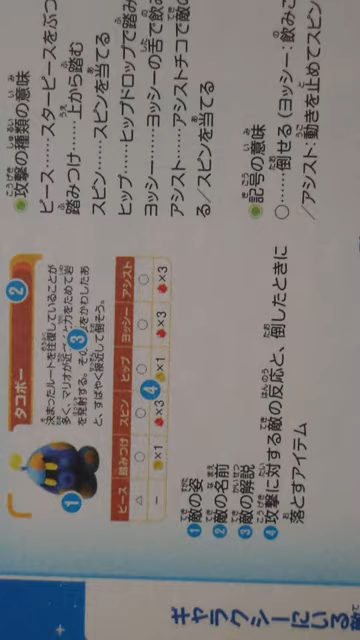 ギャラクシーにいる敵
タコボー
決まったルートを往復していることが
多く、マリオが近づ
力をためて岩
を発射する。そ
をかわしたあ
と、すばやく接近して倒そう。
ピース 踏みつけ スピン ヒップ ヨッシー アシスト
△ ○ ○ ○ ○ ○
− ×1 ×3 ×1 ×3 ×3
1 敵の姿
2 敵の名前
3 敵の解説
4 攻撃に対する敵の反応と、倒したときに
落とすアイテム
攻撃の種類の意味
ピース……スターピースをぶつ
踏みつけ……上から踏む
スピン……スピンを当てる
ヒップ……ヒップドロップで踏み
ヨッシー……ヨッシーの舌で飲み
アシスト……アシストチコで敵の
る/スピンを当てる
記号の意味
○……倒せる(ヨッシー:飲みこ
/アシスト:動きを止めてスピン